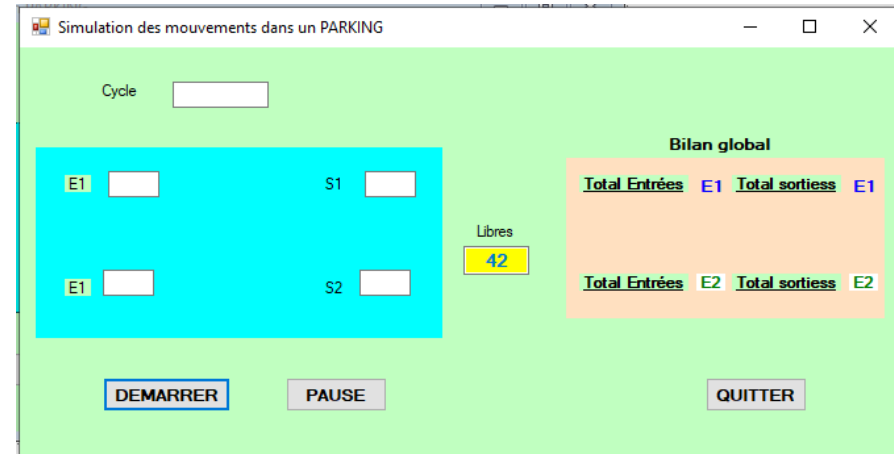 Simulation des mouvements dans un PARKING
Cycle
Bilan global
E1 S1 Total Entrées E1 Total sortiess E1
Libres
42
E1 S2 Total Entrées E2 Total sortiess E2
DEMARRER PAUSE QUITTER